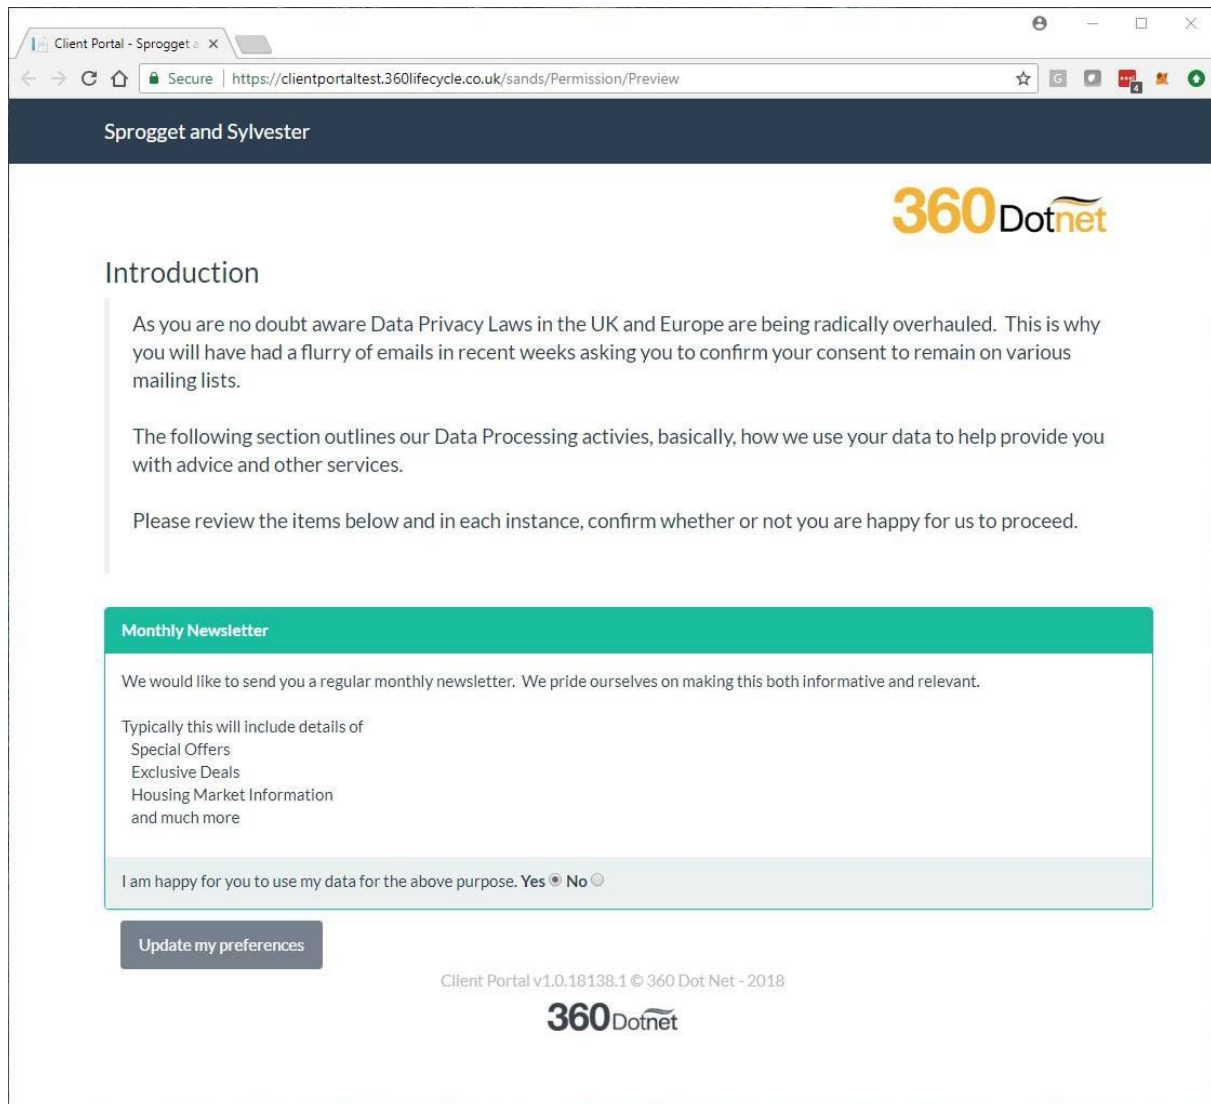 Client Portal - Sprogget a
Secure | https://clientportaltest.360lifecycle.co.uk/sands/Permission/Preview
G
4
Sprogget and Sylvester
360 Dotnet
Introduction
As you are no doubt aware Data Privacy Laws in the UK and Europe are being radically overhauled.  This is why
you will have had a flurry of emails in recent weeks asking you to confirm your consent to remain on various
mailing lists.
The following section outlines our Data Processing activies, basically, how we use your data to help provide you
with advice and other services.
Please review the items below and in each instance, confirm whether or not you are happy for us to proceed.
Monthly Newsletter
We would like to send you a regular monthly newsletter.  We pride ourselves on making this both informative and relevant.
Typically this will include details of
Special Offers
Exclusive Deals
Housing Market Information
and much more
I am happy for you to use my data for the above purpose. Yes No
Update my preferences
Client Portal v1.0.18138.1 © 360 Dot Net - 2018
360 Dotnet